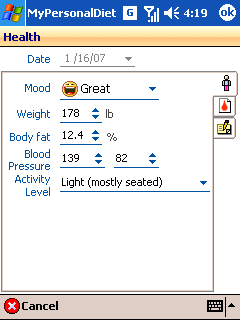 MyPersonalDiet G 4:19 ok
Health
Date 1 /16/07
Mood Great
Weight 178 lb
Body fat 12.4 %
Blood Pressure 139 82
Activity Level Light (mostly seated)
Cancel